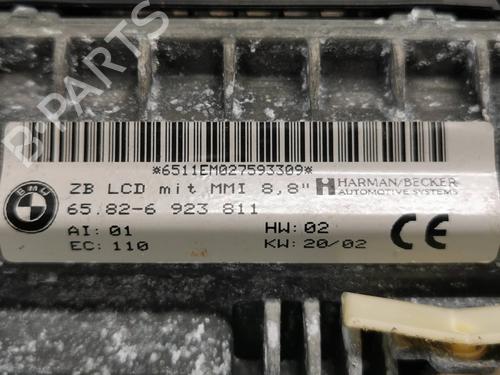 B-PARTS
*6511EM027593309*
BMW
ZB LCD mit MMI 8,8" HARMAN/BECKER
AUTOMOTIVE SYSTEMS
65.82-6 923 811
AI: 01 HW: 02
EC: 110 KW: 20/02
CE